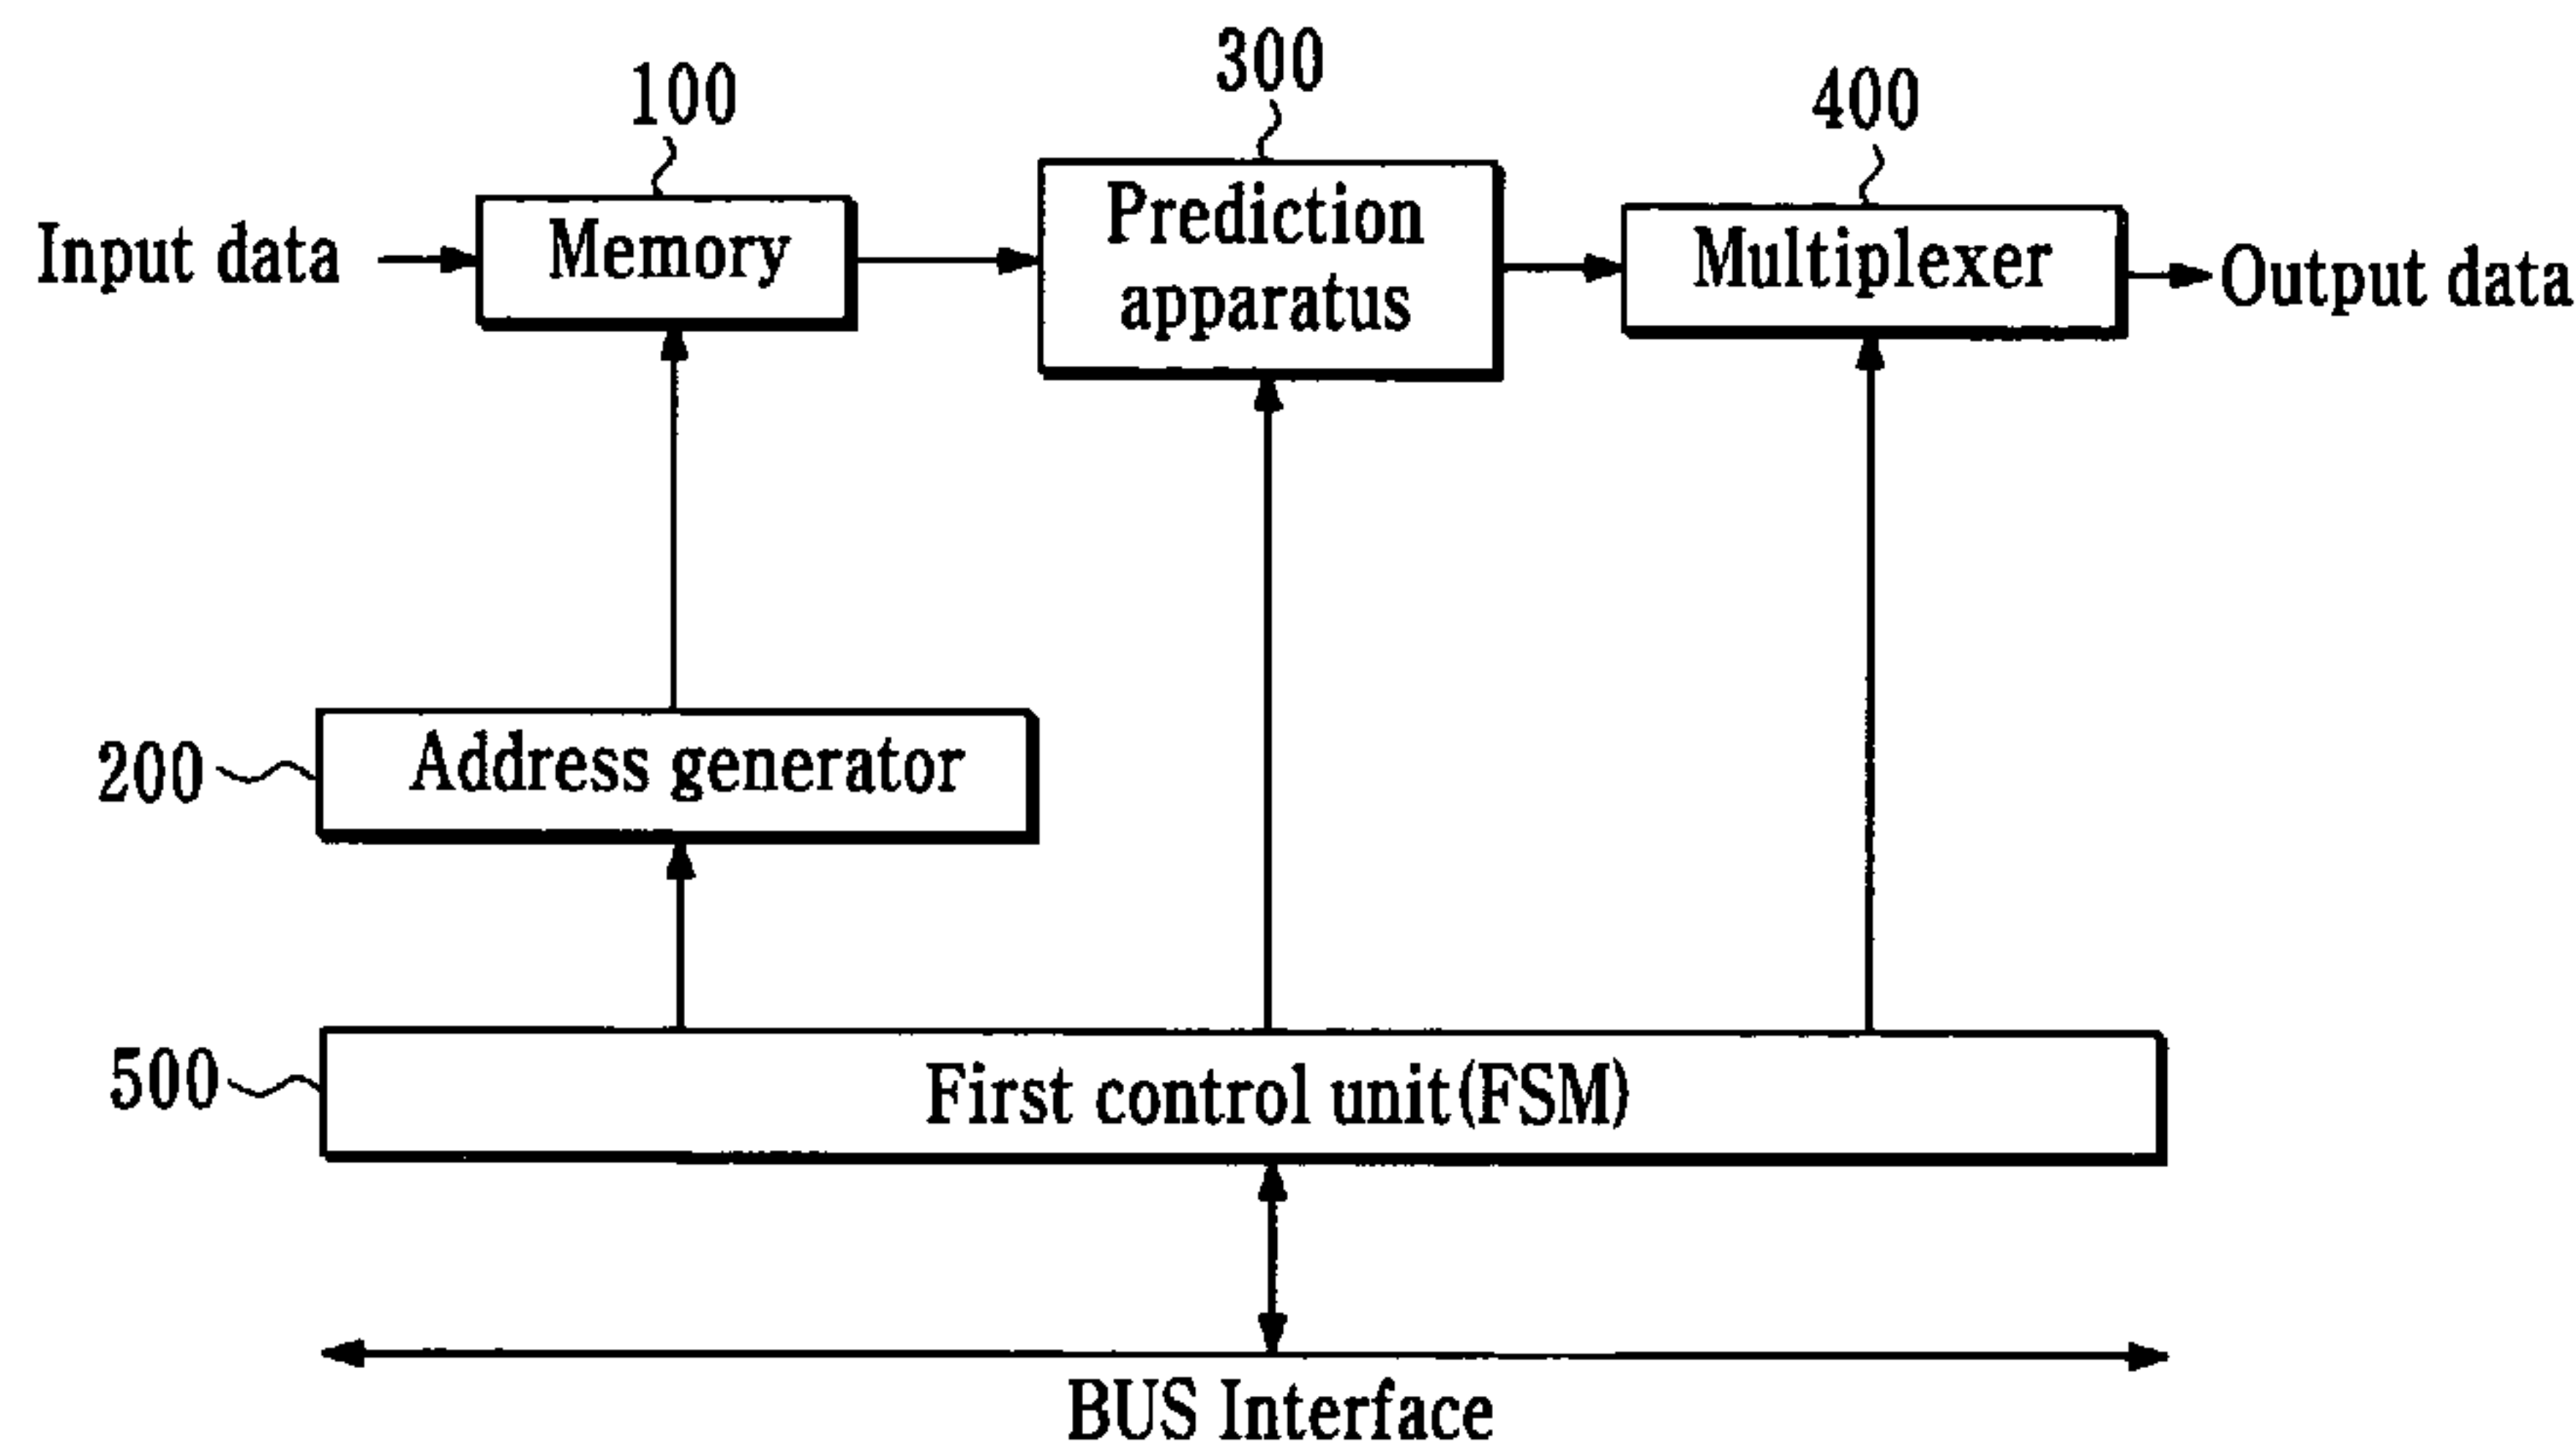 300
100
400
Input data
Memory
Prediction
apparatus
Multiplexer
Output data
200
Address generator
500
First control unit(FSM)
BUS Interface